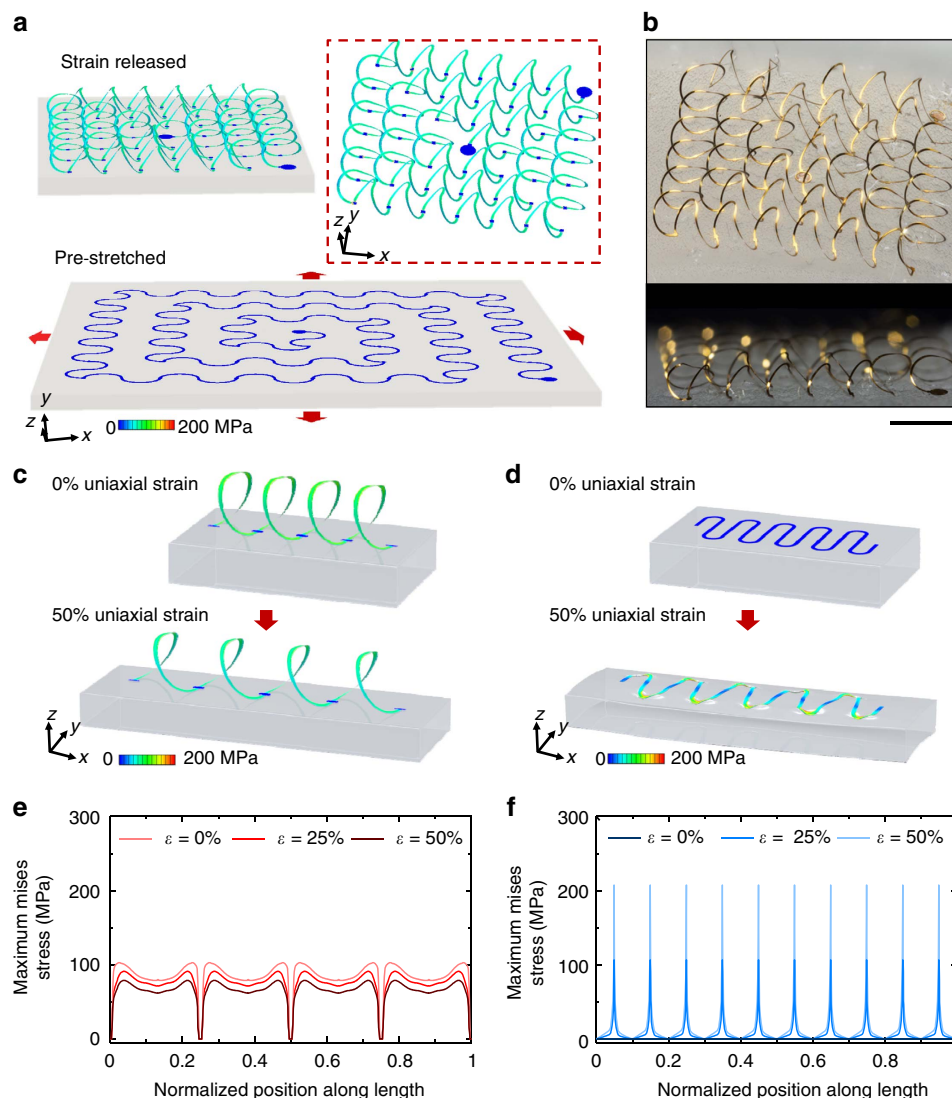 a
Strain released
z
y
x
Pre-stretched
y
z
x
0
200 MPa
b
c
0% uniaxial strain
50% uniaxial strain
z
y
x
0
200 MPa
d
0% uniaxial strain
50% uniaxial strain
z
y
x
0
200 MPa
e
300
ε = 0%
ε = 25%
ε = 50%
200
100
0
Maximum mises
stress (MPa)
0
0.2
0.4
0.6
0.8
1
Normalized position along length
f
300
ε = 0%
ε = 25%
ε = 50%
200
100
0
Maximum mises
stress (MPa)
0
0.2
0.4
0.6
0.8
Normalized position along length